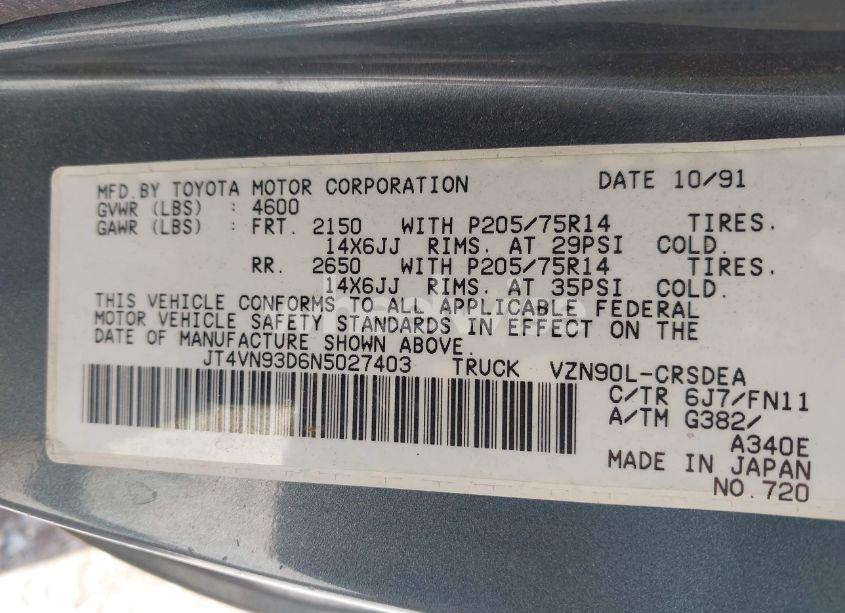 MFD. BY TOYOTA MOTOR CORPORATION DATE 10/91
GVWR (LBS) : 4600
GAWR (LBS) : FRT. 2150 WITH P205/75R14 TIRES.
14X6JJ RIMS. AT 29PSI COLD.
RR. 2650 WITH P205/75R14 TIRES.
14X6JJ RIMS. AT 35PSI COLD.
THIS VEHICLE CONFORMS TO ALL APPLICABLE FEDERAL
MOTOR VEHICLE SAFETY STANDARDS IN EFFECT ON THE
DATE OF MANUFACTURE SHOWN ABOVE.
JT4VN93D6N5027403 TRUCK VZN90L-CRSDEA
C/TR 6J7/FN11
A/TM G382/
A340E
MADE IN JAPAN
NO. 720